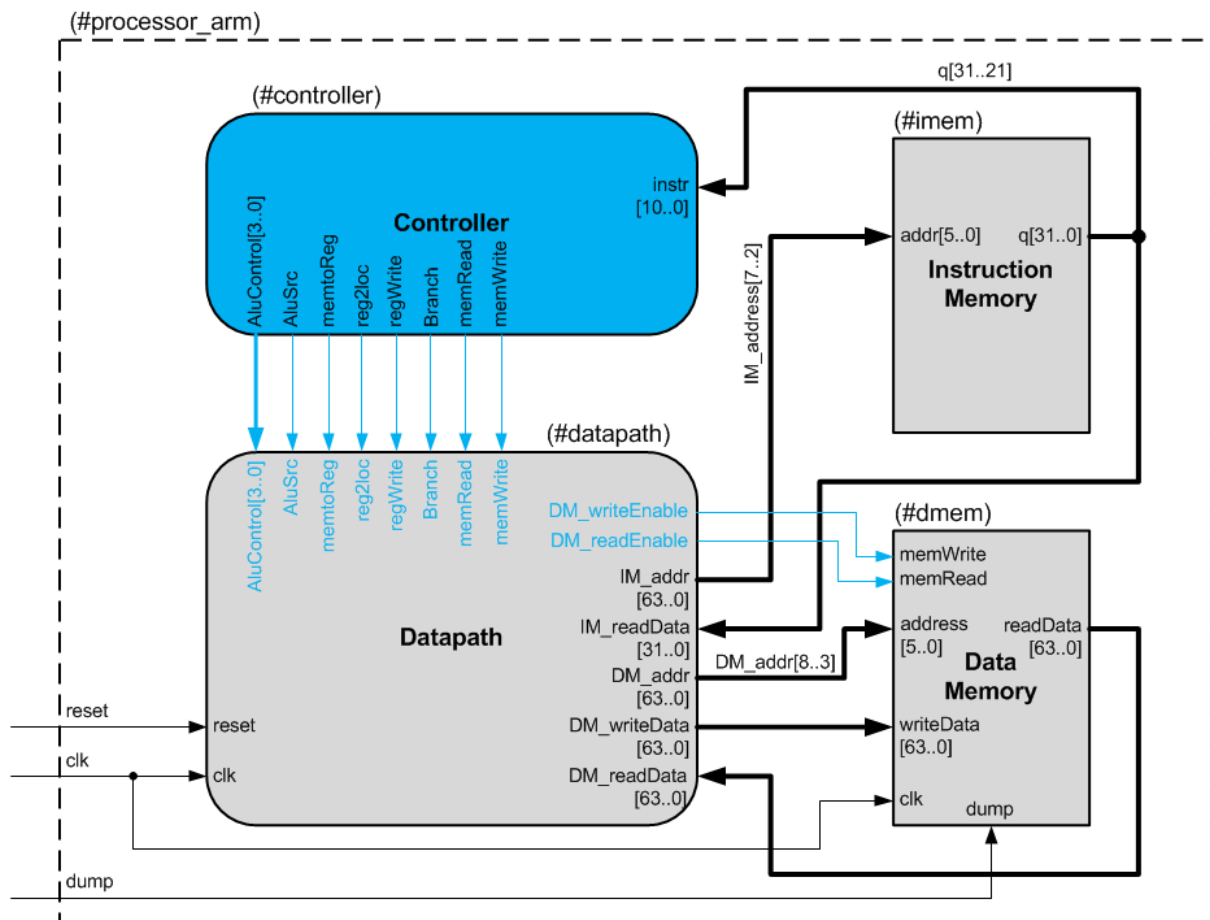 (#processor_arm)
q[31..21]
(#controller)
(#imem)
instr
[10..0]
Controller
AluControl[3..0]
AluSrc
memtoReg
reg2loc
regWrite
Branch
memRead
memWrite
addr[5..0]
q[31..0]
Instruction
Memory
IM_address[7..2]
(#datapath)
AluControl[3..0]
AluSrc
memtoReg
reg2loc
regWrite
Branch
memRead
memWrite
DM_writeEnable
DM_readEnable
IM_addr
[63..0]
IM_readData
[31..0]
DM_addr
[63..0]
DM_writeData
[63..0]
DM_readData
[63..0]
Datapath
reset
reset
clk
clk
DM_addr[8..3]
(#dmem)
memWrite
memRead
address
[5..0]
readData
[63..0]
Data
Memory
writeData
[63..0]
clk
dump
dump